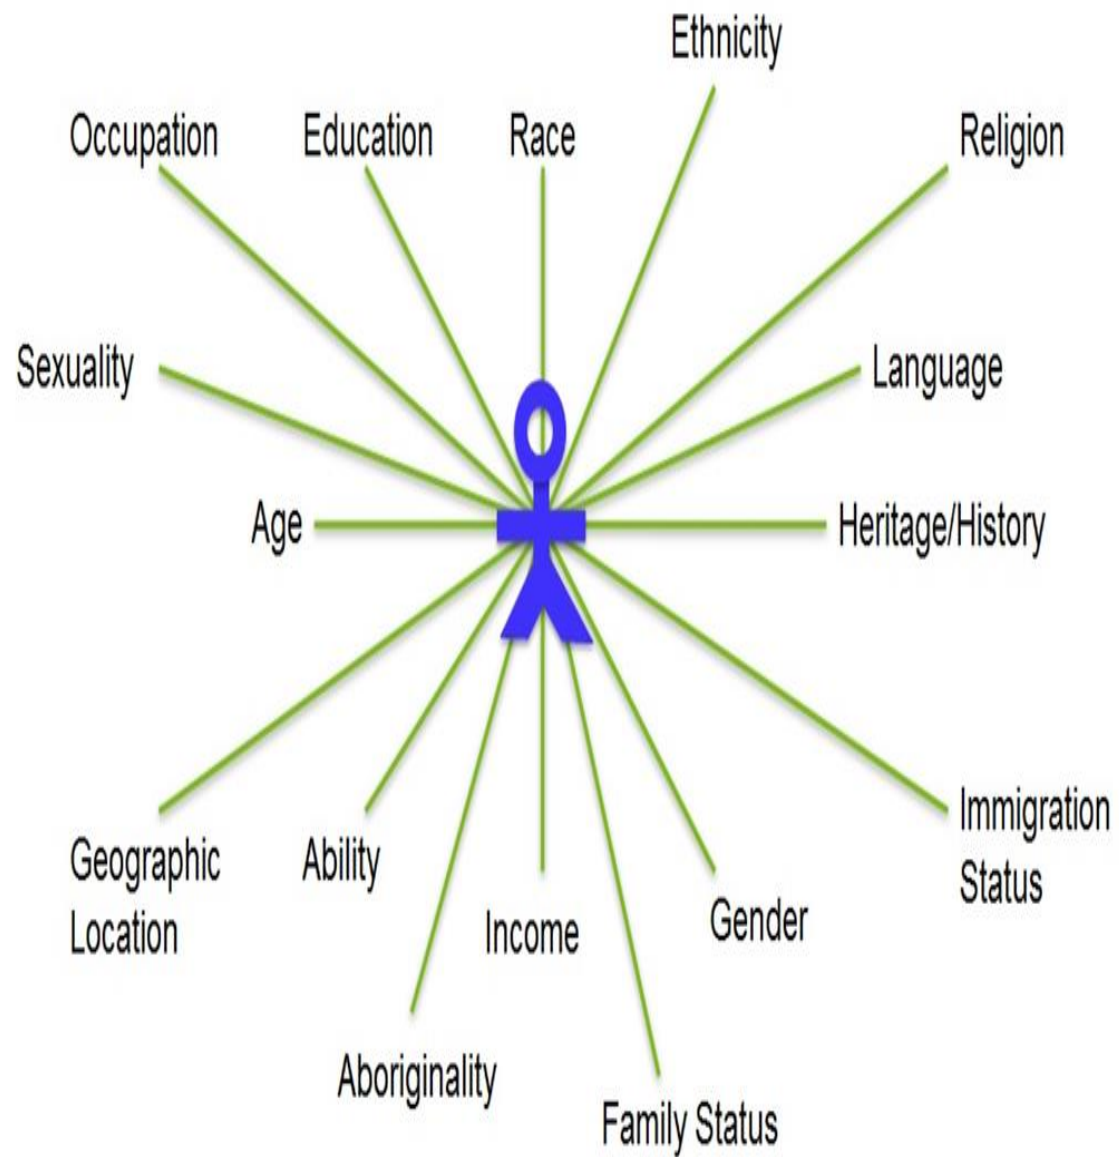 Ethnicity
Occupation
Education
Race
Religion
Sexuality
Language
Age
Heritage/History
Geographic
Location
Ability
Immigration
Status
Income
Gender
Aboriginality
Family Status